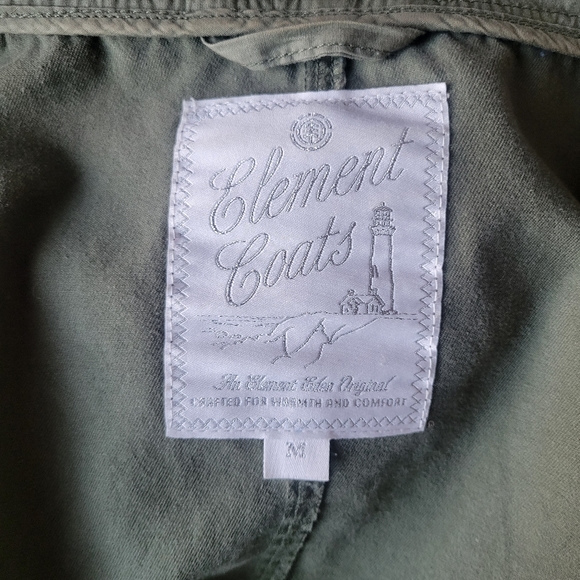 Element
Coats
An Element Eden Original
CRAFTED FOR WARMTH AND COMFORT
M